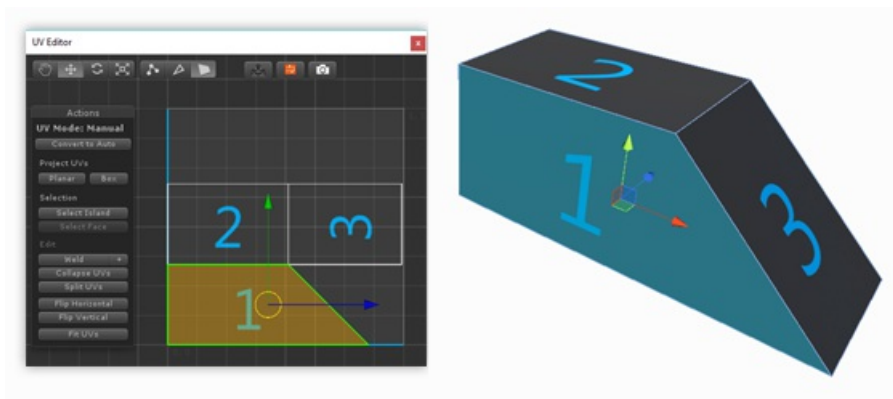 UV Editor
x
Actions
UV Mode: Manual
Convert to Auto
Project UVs
Planar Box
Selection
Select Island
Select Face
Edit
Weld +
Collapse UVs
Split UVs
Flip Horizontal
Flip Vertical
Fit UVs
2 3
1
2
1
3